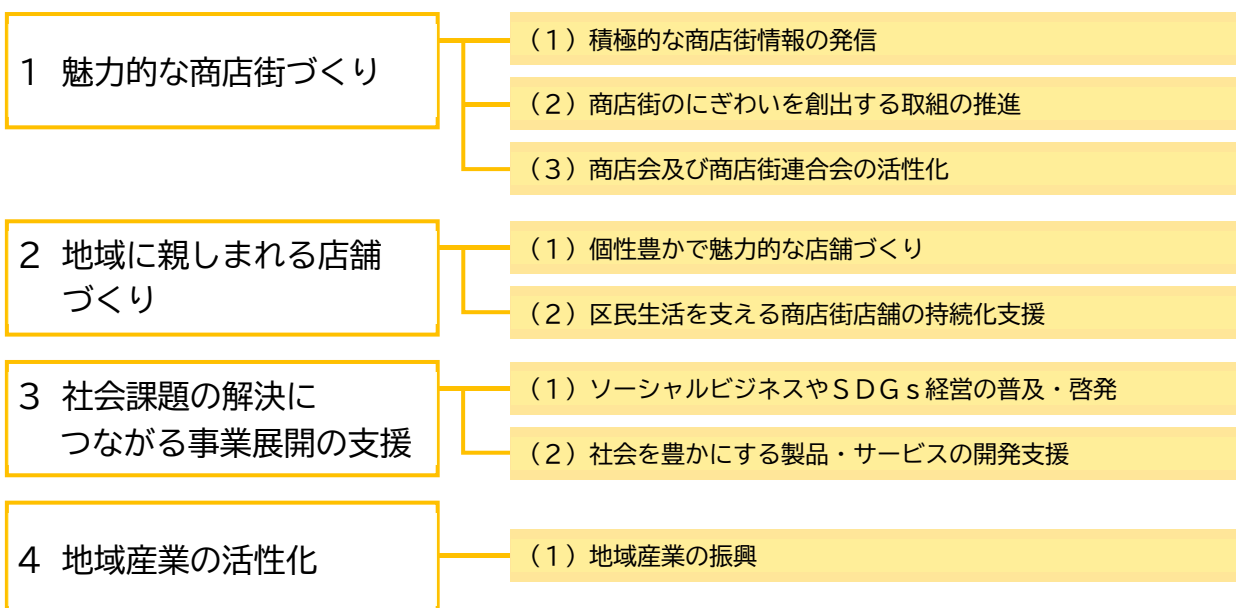 1 魅力的な商店街づくり
(1)積極的な商店街情報の発信
(2)商店街のにぎわいを創出する取組の推進
(3)商店会及び商店街連合会の活性化
2 地域に親しまれる店舗
づくり
(1)個性豊かで魅力的な店舗づくり
(2)区民生活を支える商店街店舗の持続化支援
3 社会課題の解決に
つながる事業展開の支援
(1)ソーシャルビジネスやSDGs経営の普及・啓発
(2)社会を豊かにする製品・サービスの開発支援
4 地域産業の活性化
(1)地域産業の振興